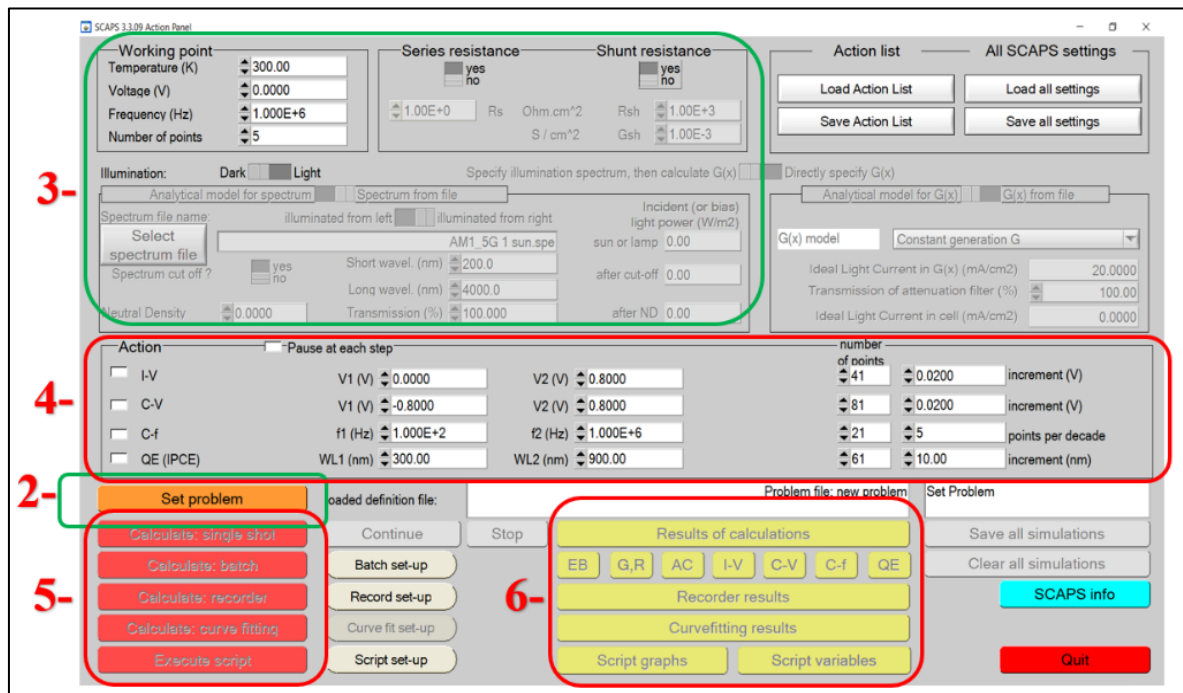 SCAPS 3.3.09 Action Panel
Working point
Temperature (K) 300.00
Voltage (V) 0.0000
Frequency (Hz) 1.000E+6
Number of points 5
Series resistance Shunt resistance
yes yes
no no
1.00E+0 Rs Ohm.cm^2 Rsh 1.00E+3
S / cm^2 Gsh 1.00E-3
Action list All SCAPS settings
Load Action List Load all settings
Save Action List Save all settings
3-
Illumination: Dark Light Specify illumination spectrum, then calculate G(x) Directly specify G(x)
Analytical model for spectrum Spectrum from file
Spectrum file name: illuminated from left illuminated from right
Incident (or bias)
light power (W/m2)
Select
spectrum file
AM1_5G 1 sun.spe sun or lamp 0.00
Spectrum cut off ? yes
no
Short wavel. (nm) 200.0
after cut-off 0.00
Long wavel. (nm) 4000.0
Neutral Density 0.0000 Transmission (%) 100.000 after ND 0.00
Analytical model for G(x) G(x) from file
G(x) model Constant generation G
Ideal Light Current in G(x) (mA/cm2) 20.0000
Transmission of attenuation filter (%) 100.00
Ideal Light Current in cell (mA/cm2) 0.0000
4-
Action Pause at each step number
of points
I-V V1 (V) 0.0000 V2 (V) 0.8000 41 0.0200 increment (V)
C-V V1 (V) -0.8000 V2 (V) 0.8000 81 0.0200 increment (V)
C-f f1 (Hz) 1.000E+2 f2 (Hz) 1.000E+6 21 5 points per decade
QE (IPCE) WL1 (nm) 300.00 WL2 (nm) 900.00 61 10.00 increment (nm)
2-
Set problem loaded definition file: Problem file: new problem Set Problem
5-
Calculate: single shot Continue Stop Results of calculations Save all simulations
Calculate: batch Batch set-up EB G,R AC I-V C-V C-f QE Clear all simulations
6-
Calculate: recorder Record set-up Recorder results SCAPS info
Calculate: curve fitting Curve fit set-up Curvefitting results
Execute script Script set-up Script graphs Script variables Quit